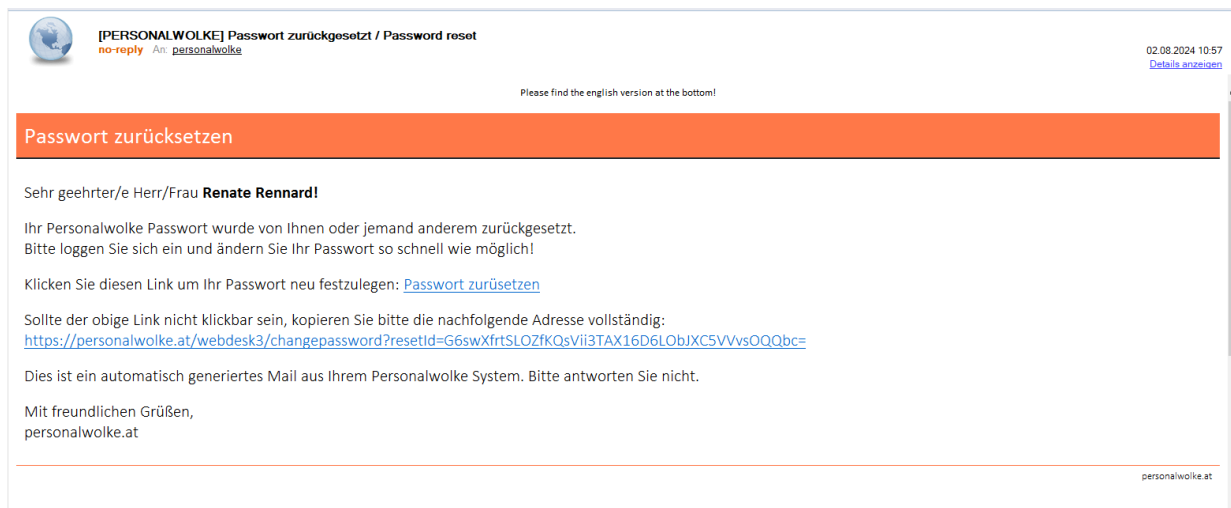 [PERSONALWOLKE] Passwort zurückgesetzt / Password reset
no-reply An: personalwolke
02.08.2024 10:57
Details anzeigen
Please find the english version at the bottom!
Passwort zurücksetzen
Sehr geehrter/e Herr/Frau Renate Rennard!
Ihr Personalwolke Passwort wurde von Ihnen oder jemand anderem zurückgesetzt.
Bitte loggen Sie sich ein und ändern Sie Ihr Passwort so schnell wie möglich!
Klicken Sie diesen Link um Ihr Passwort neu festzulegen: Passwort zurüsetzen
Sollte der obige Link nicht klickbar sein, kopieren Sie bitte die nachfolgende Adresse vollständig:
https://personalwolke.at/webdesk3/changepassword?resetId=G6swXfrtSLOZfKQsVii3TAX16D6LObJXC5VVvsOQQbc=
Dies ist ein automatisch generiertes Mail aus Ihrem Personalwolke System. Bitte antworten Sie nicht.
Mit freundlichen Grüßen,
personalwolke.at
personalwolke.at